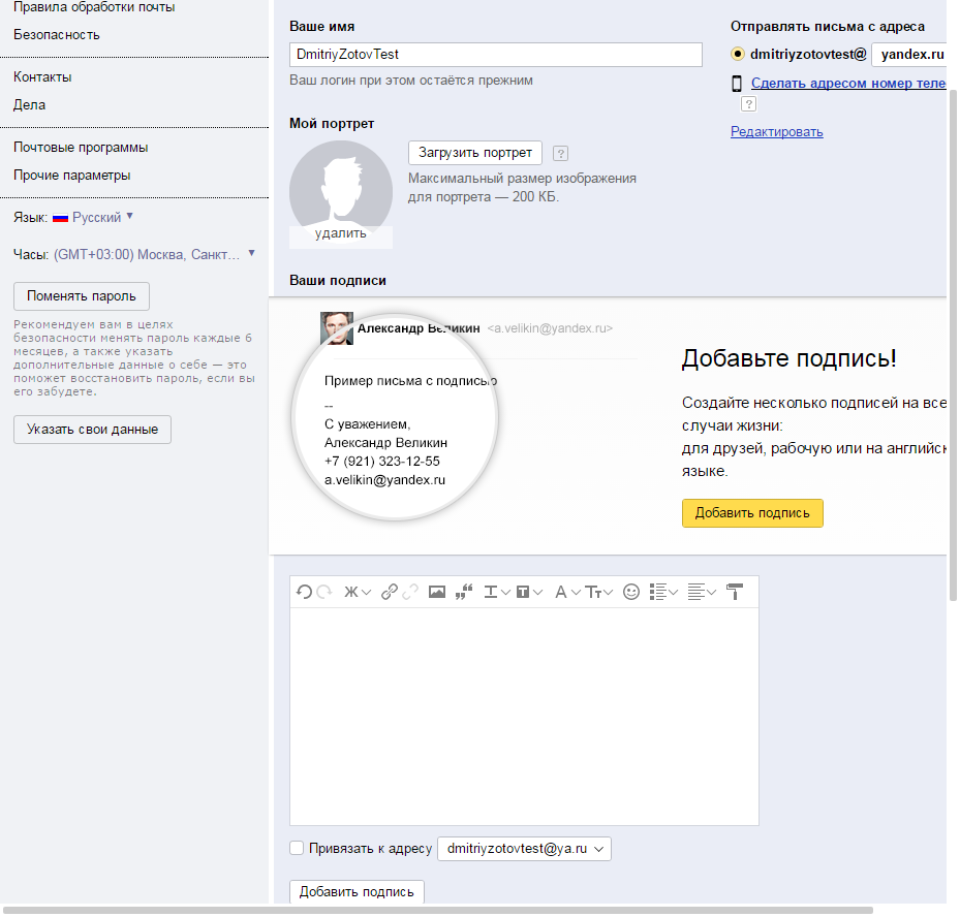 Правила обработки почты
Безопасность
Контакты
Дела
Почтовые программы
Прочие параметры
Язык: Русский
Часы: (GMT+03:00) Москва, Санкт...
Поменять пароль
Рекомендуем вам в целях
безопасности менять пароль каждые 6
месяцев, а также указать
дополнительные данные о себе — это
поможет восстановить пароль, если вы
его забудете.
Указать свои данные
Ваше имя
DmitriyZotovTest
Ваш логин при этом остаётся прежним
Мой портрет
Загрузить портрет ?
Максимальный размер изображения
для портрета — 200 КБ.
удалить
Отправлять письма с адреса
dmitriyzotovtest@ yandex.ru
Сделать адресом номер теле
?
Редактировать
Ваши подписи
Александр Великин <a.velikin@yandex.ru>
Пример письма с подписью
--
С уважением,
Александр Великин
+7 (921) 323-12-55
a.velikin@yandex.ru
Добавьте подпись!
Создайте несколько подписей на все
случаи жизни:
для друзей, рабочую или на английск
языке.
Добавить подпись
Ж T A Tт
Привязать к адресу dmitriyzotovtest@ya.ru
Добавить подпись